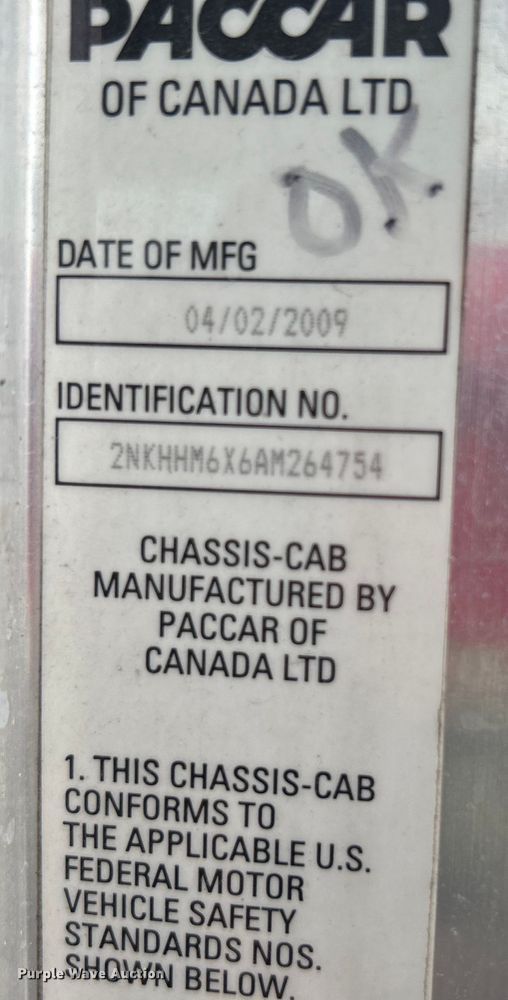 PACCAR
OF CANADA LTD
OK
DATE OF MFG
04/02/2009
IDENTIFICATION NO.
2NKHHM6X6AM264754
CHASSIS-CAB
MANUFACTURED BY
PACCAR OF
CANADA LTD
1. THIS CHASSIS-CAB
CONFORMS TO
THE APPLICABLE U.S.
FEDERAL MOTOR
VEHICLE SAFETY
STANDARDS NOS.
SHOWN BELOW.
Purple Wave Auction